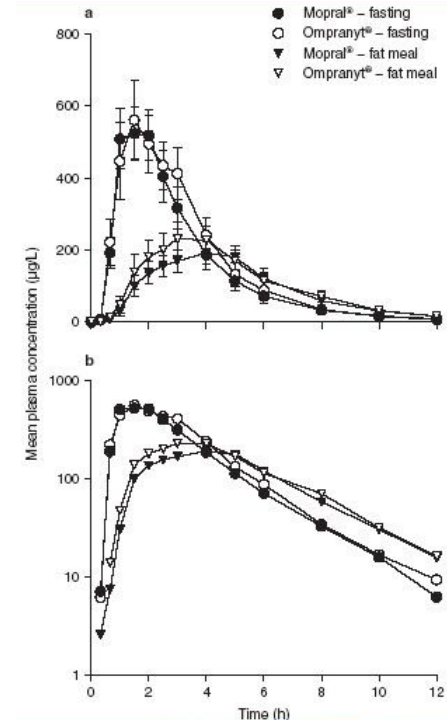 a
Mopral® – fasting
Ompranyt® – fasting
Mopral® – fat meal
Ompranyt® – fat meal
800
600
400
200
0
Mean plasma concentration (µg/L)
b
1000
100
10
1
0 2 4 6 8 10 12
Time (h)